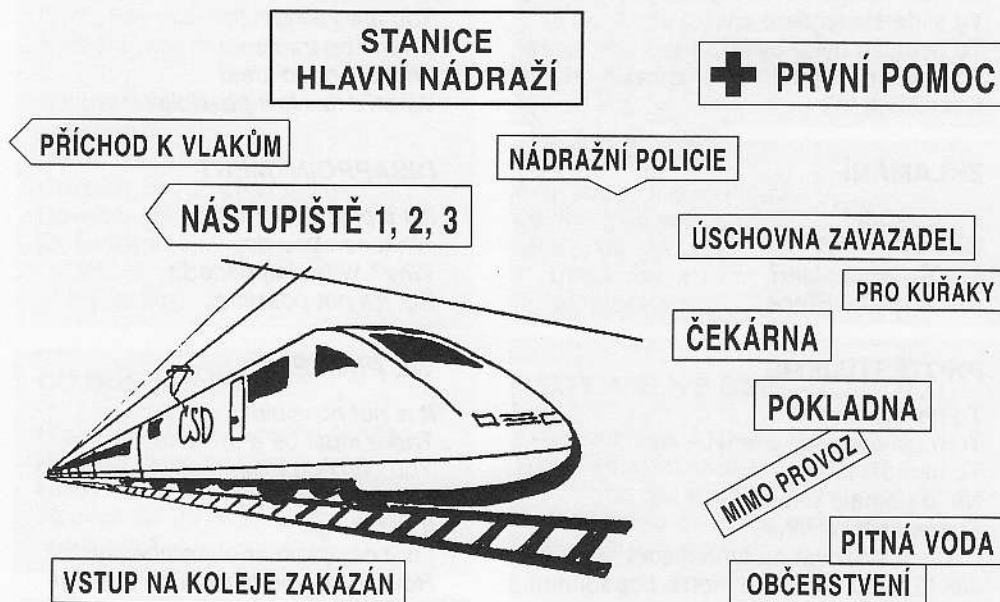 STANICE
HLAVNÍ NÁDRAŽÍ
PRVNÍ POMOC
PŘÍCHOD K VLAKŮM
NÁDRAŽNÍ POLICIE
NÁSTUPIŠTĚ 1, 2, 3
ÚSCHOVNA ZAVAZADEL
PRO KUŘÁKY
ČEKÁRNA
ČSD
POKLADNA
MIMO PROVOZ
PITNÁ VODA
VSTUP NA KOLEJE ZAKÁZÁN
OBČERSTVENÍ